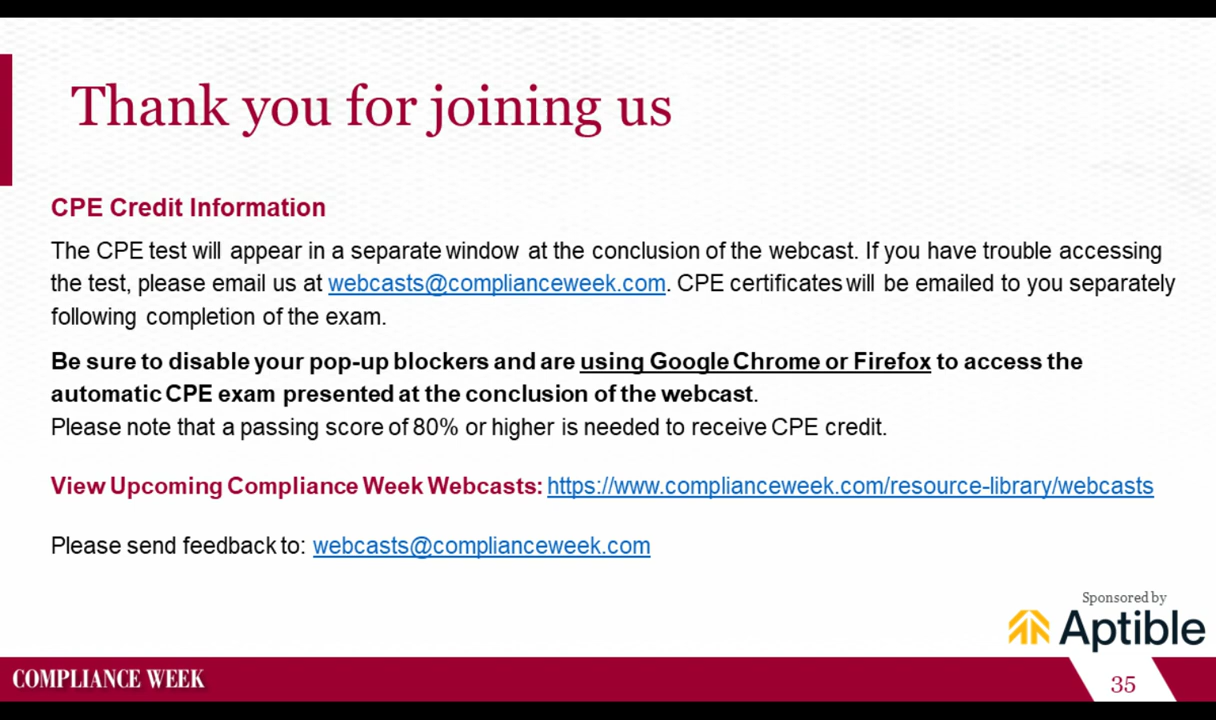 Thank you for joining us
CPE Credit Information
The CPE test will appear in a separate window at the conclusion of the webcast. If you have trouble accessing
the test, please email us at webcasts@complianceweek.com. CPE certificates will be emailed to you separately
following completion of the exam.
Be sure to disable your pop-up blockers and are using Google Chrome or Firefox to access the
automatic CPE exam presented at the conclusion of the webcast.
Please note that a passing score of 80% or higher is needed to receive CPE credit.
View Upcoming Compliance Week Webcasts: https://www.complianceweek.com/resource-library/webcasts
Please send feedback to: webcasts@complianceweek.com
Sponsored by
Aptible
COMPLIANCE WEEK
35